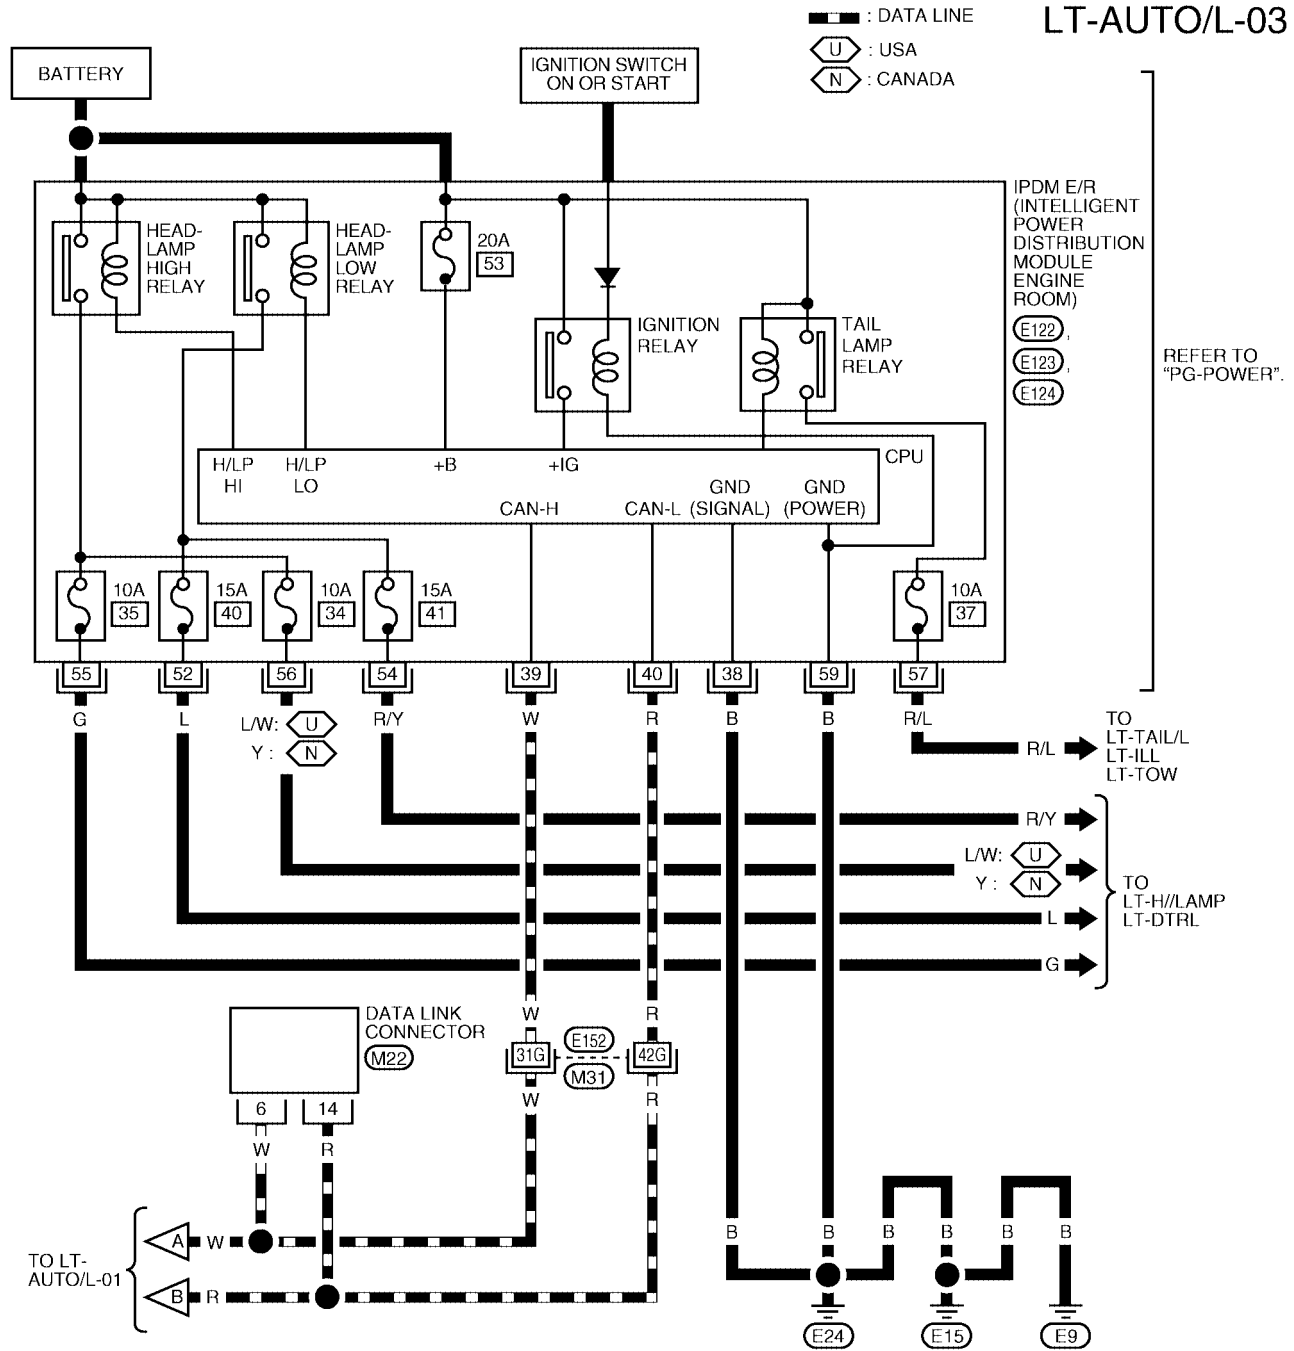 : DATA LINE
LT-AUTO/L-03
U : USA
N : CANADA
BATTERY
IGNITION SWITCH
ON OR START
IPDM E/R
(INTELLIGENT
POWER
DISTRIBUTION
MODULE
ENGINE
ROOM)
E122 ,
E123 ,
E124
REFER TO
“PG-POWER”.
HEAD-
LAMP
HIGH
RELAY
HEAD-
LAMP
LOW
RELAY
20A
53
IGNITION
RELAY
TAIL
LAMP
RELAY
CPU
H/LP
HI
H/LP
LO
+B
+IG
CAN-H
CAN-L
GND
(SIGNAL)
GND
(POWER)
10A
35
15A
40
10A
34
15A
41
10A
37
55 52 56 54 39 40 38 59 57
G L L/W: U R/Y W R B B R/L
Y : N
R/L
TO
LT-TAIL/L
LT-ILL
LT-TOW
R/Y
L/W: U
Y : N
L
G
TO
LT-H//LAMP
LT-DTRL
DATA LINK
CONNECTOR
M22
W R
31G E152 42G
M31
W R
6 14
W R
TO LT-
AUTO/L-01
A W
B R
B B B B B B
E24 E15 E9